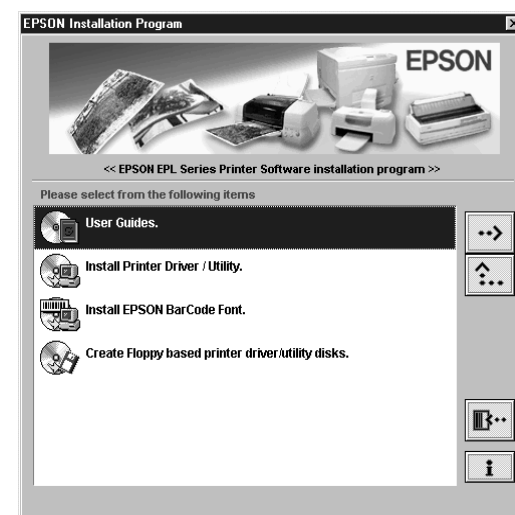 EPSON Installation Program
EPSON
<< EPSON EPL Series Printer Software installation program >>
Please select from the following items
User Guides.
Install Printer Driver / Utility.
Install EPSON BarCode Font.
Create Floppy based printer driver/utility disks.